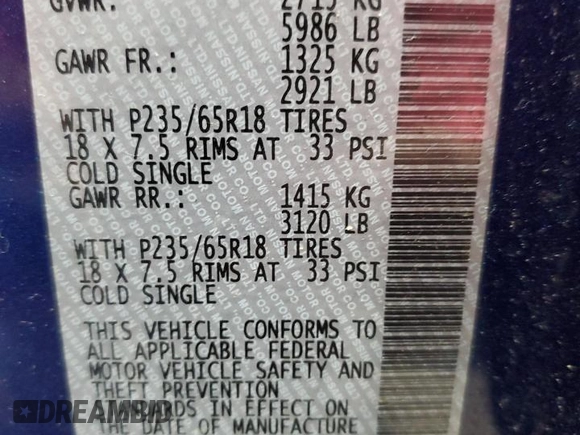 GVWR: 2715 KG
5986 LB
GAWR FR.: 1325 KG
2921 LB
WITH P235/65R18 TIRES
18 X 7.5 RIMS AT 33 PSI
COLD SINGLE
GAWR RR.: 1415 KG
3120 LB
WITH P235/65R18 TIRES
18 X 7.5 RIMS AT 33 PSI
COLD SINGLE
THIS VEHICLE CONFORMS TO
ALL APPLICABLE FEDERAL
MOTOR VEHICLE SAFETY AND
THEFT PREVENTION
STANDARDS IN EFFECT ON
THE DATE OF
DREAMBID